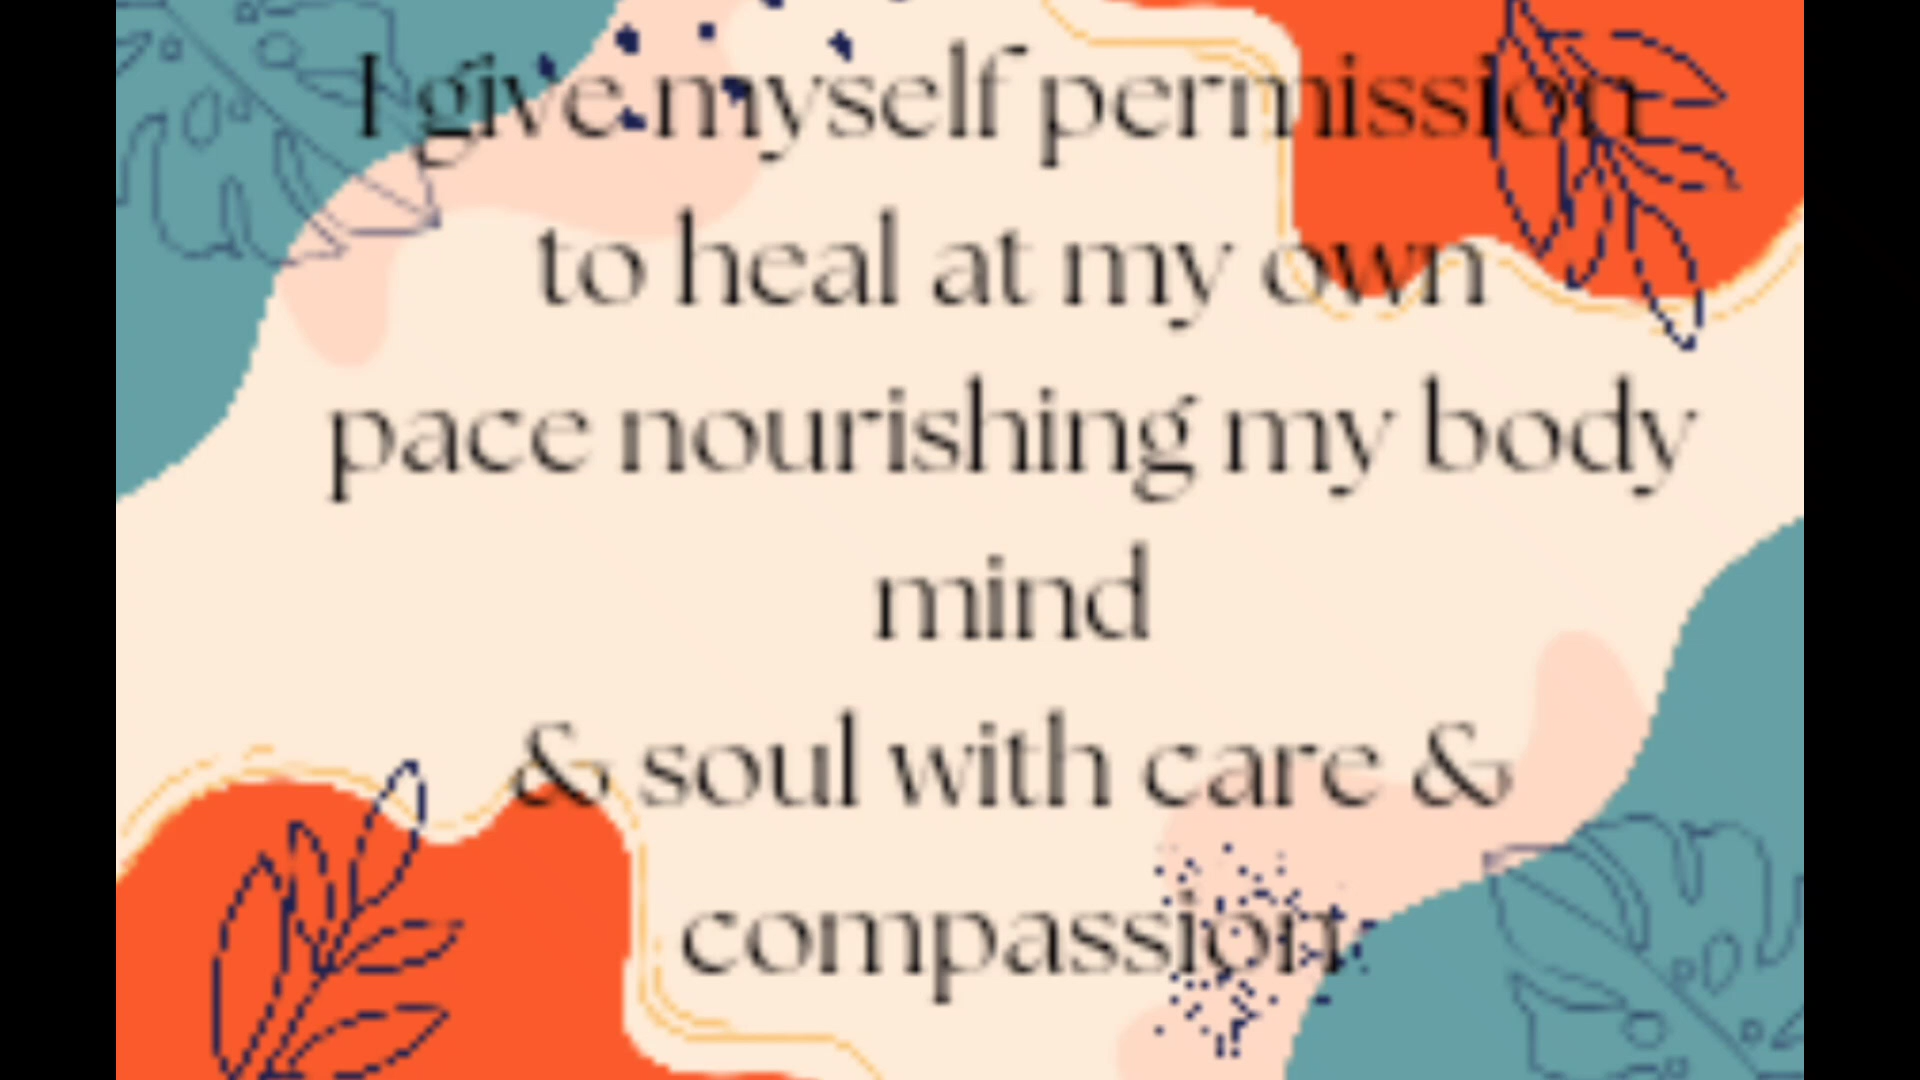 I give myself permission
to heal at my own
pace nourishing my body
mind
& soul with care &
compassion